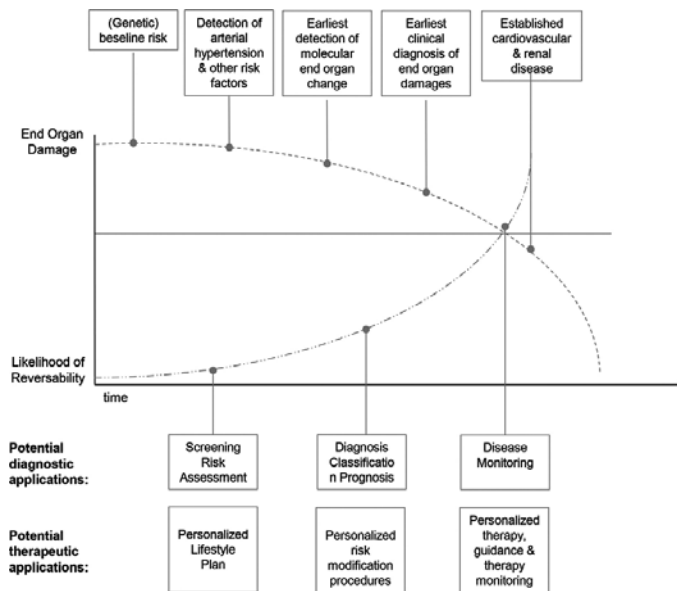 (Genetic)
beseline risk
Detection of
arterial
hypertension
& other risk
factors
Earliest
detection of
molecular
end organ
change
Earliest
clinical
diagnosis of
end organ
damages
Established
cardiovascular
& renal
disease
End Organ
Damage
Likelihood of
Reversability
time
Potential
diagnostic
applications:
Screening
Risk
Assessment
Diagnosis
Classificatio
n Prognosis
Disease
Monitoring
Potential
therapeutic
applications:
Personalized
Lifestyle
Plan
Personalized
risk
modification
procedures
Personalized
therapy,
guidance &
therapy
monitoring